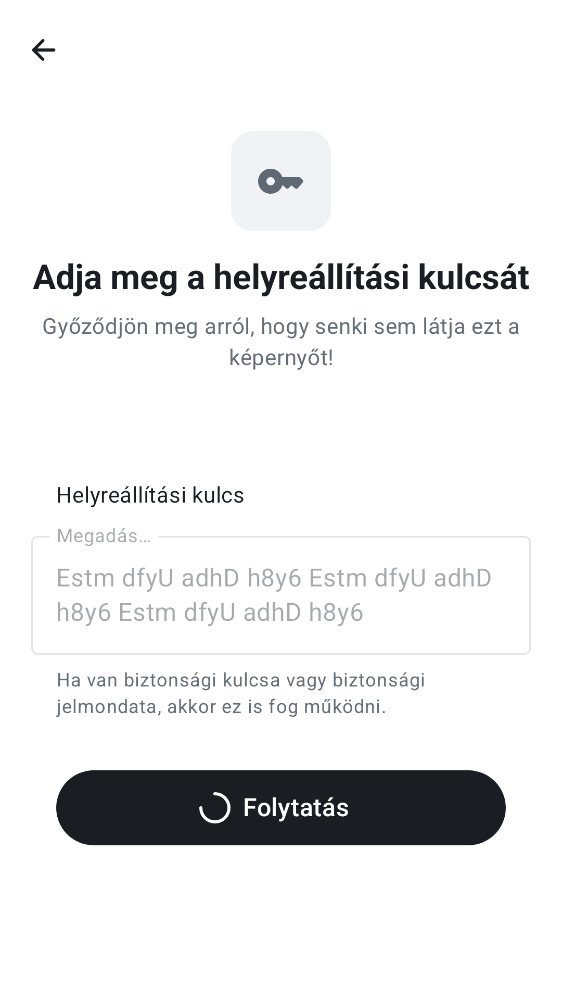 Adja meg a helyreállítási kulcsát
Győződjön meg arról, hogy senki sem látja ezt a
képernyőt!
Helyreállítási kulcs
Megadás…
Estm dfyU adhD h8y6 Estm dfyU adhD
h8y6 Estm dfyU adhD h8y6
Ha van biztonsági kulcsa vagy biztonsági
jelmondata, akkor ez is fog működni.
Folytatás